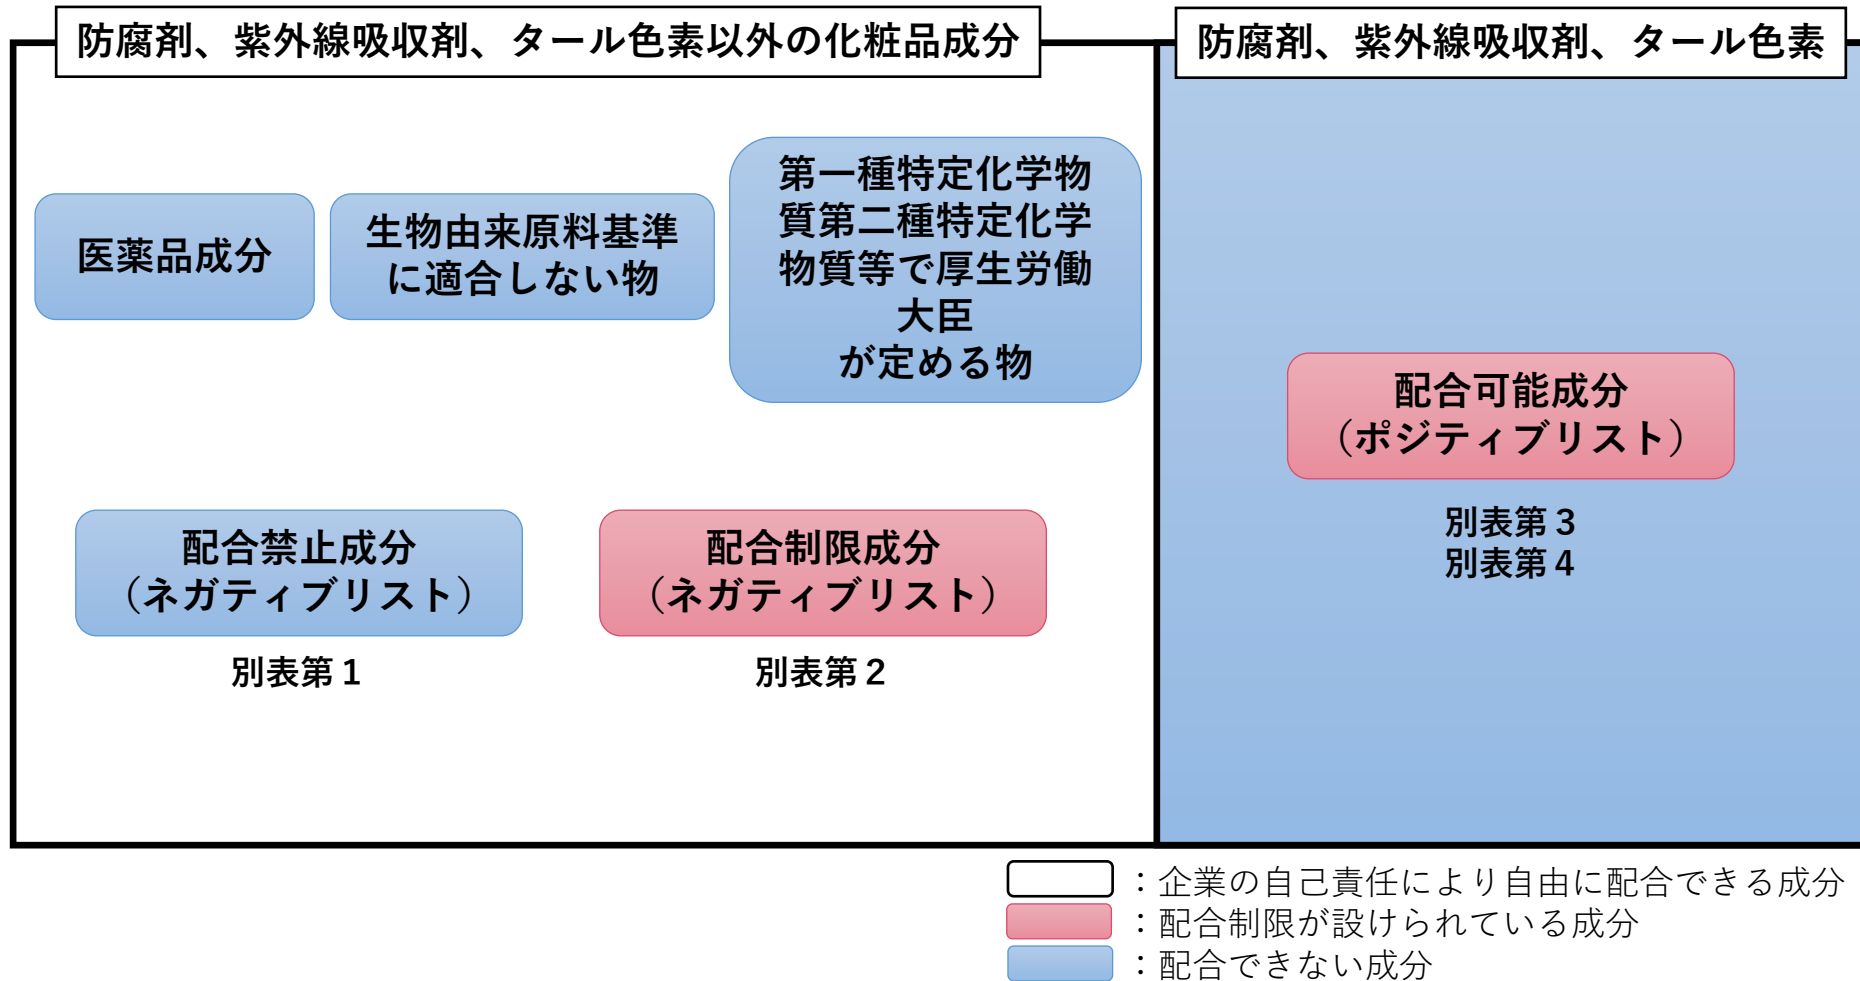 防腐剤、紫外線吸収剤、タール色素以外の化粧品成分
防腐剤、紫外線吸収剤、タール色素
医薬品成分
生物由来原料基準
に適合しない物
第一種特定化学物
質第二種特定化学
物質等で厚生労働
大臣
が定める物
配合可能成分
（ポジティブリスト）
別表第３
別表第４
配合禁止成分
（ネガティブリスト）
別表第１
配合制限成分
（ネガティブリスト）
別表第２
：企業の自己責任により自由に配合できる成分
：配合制限が設けられている成分
：配合できない成分